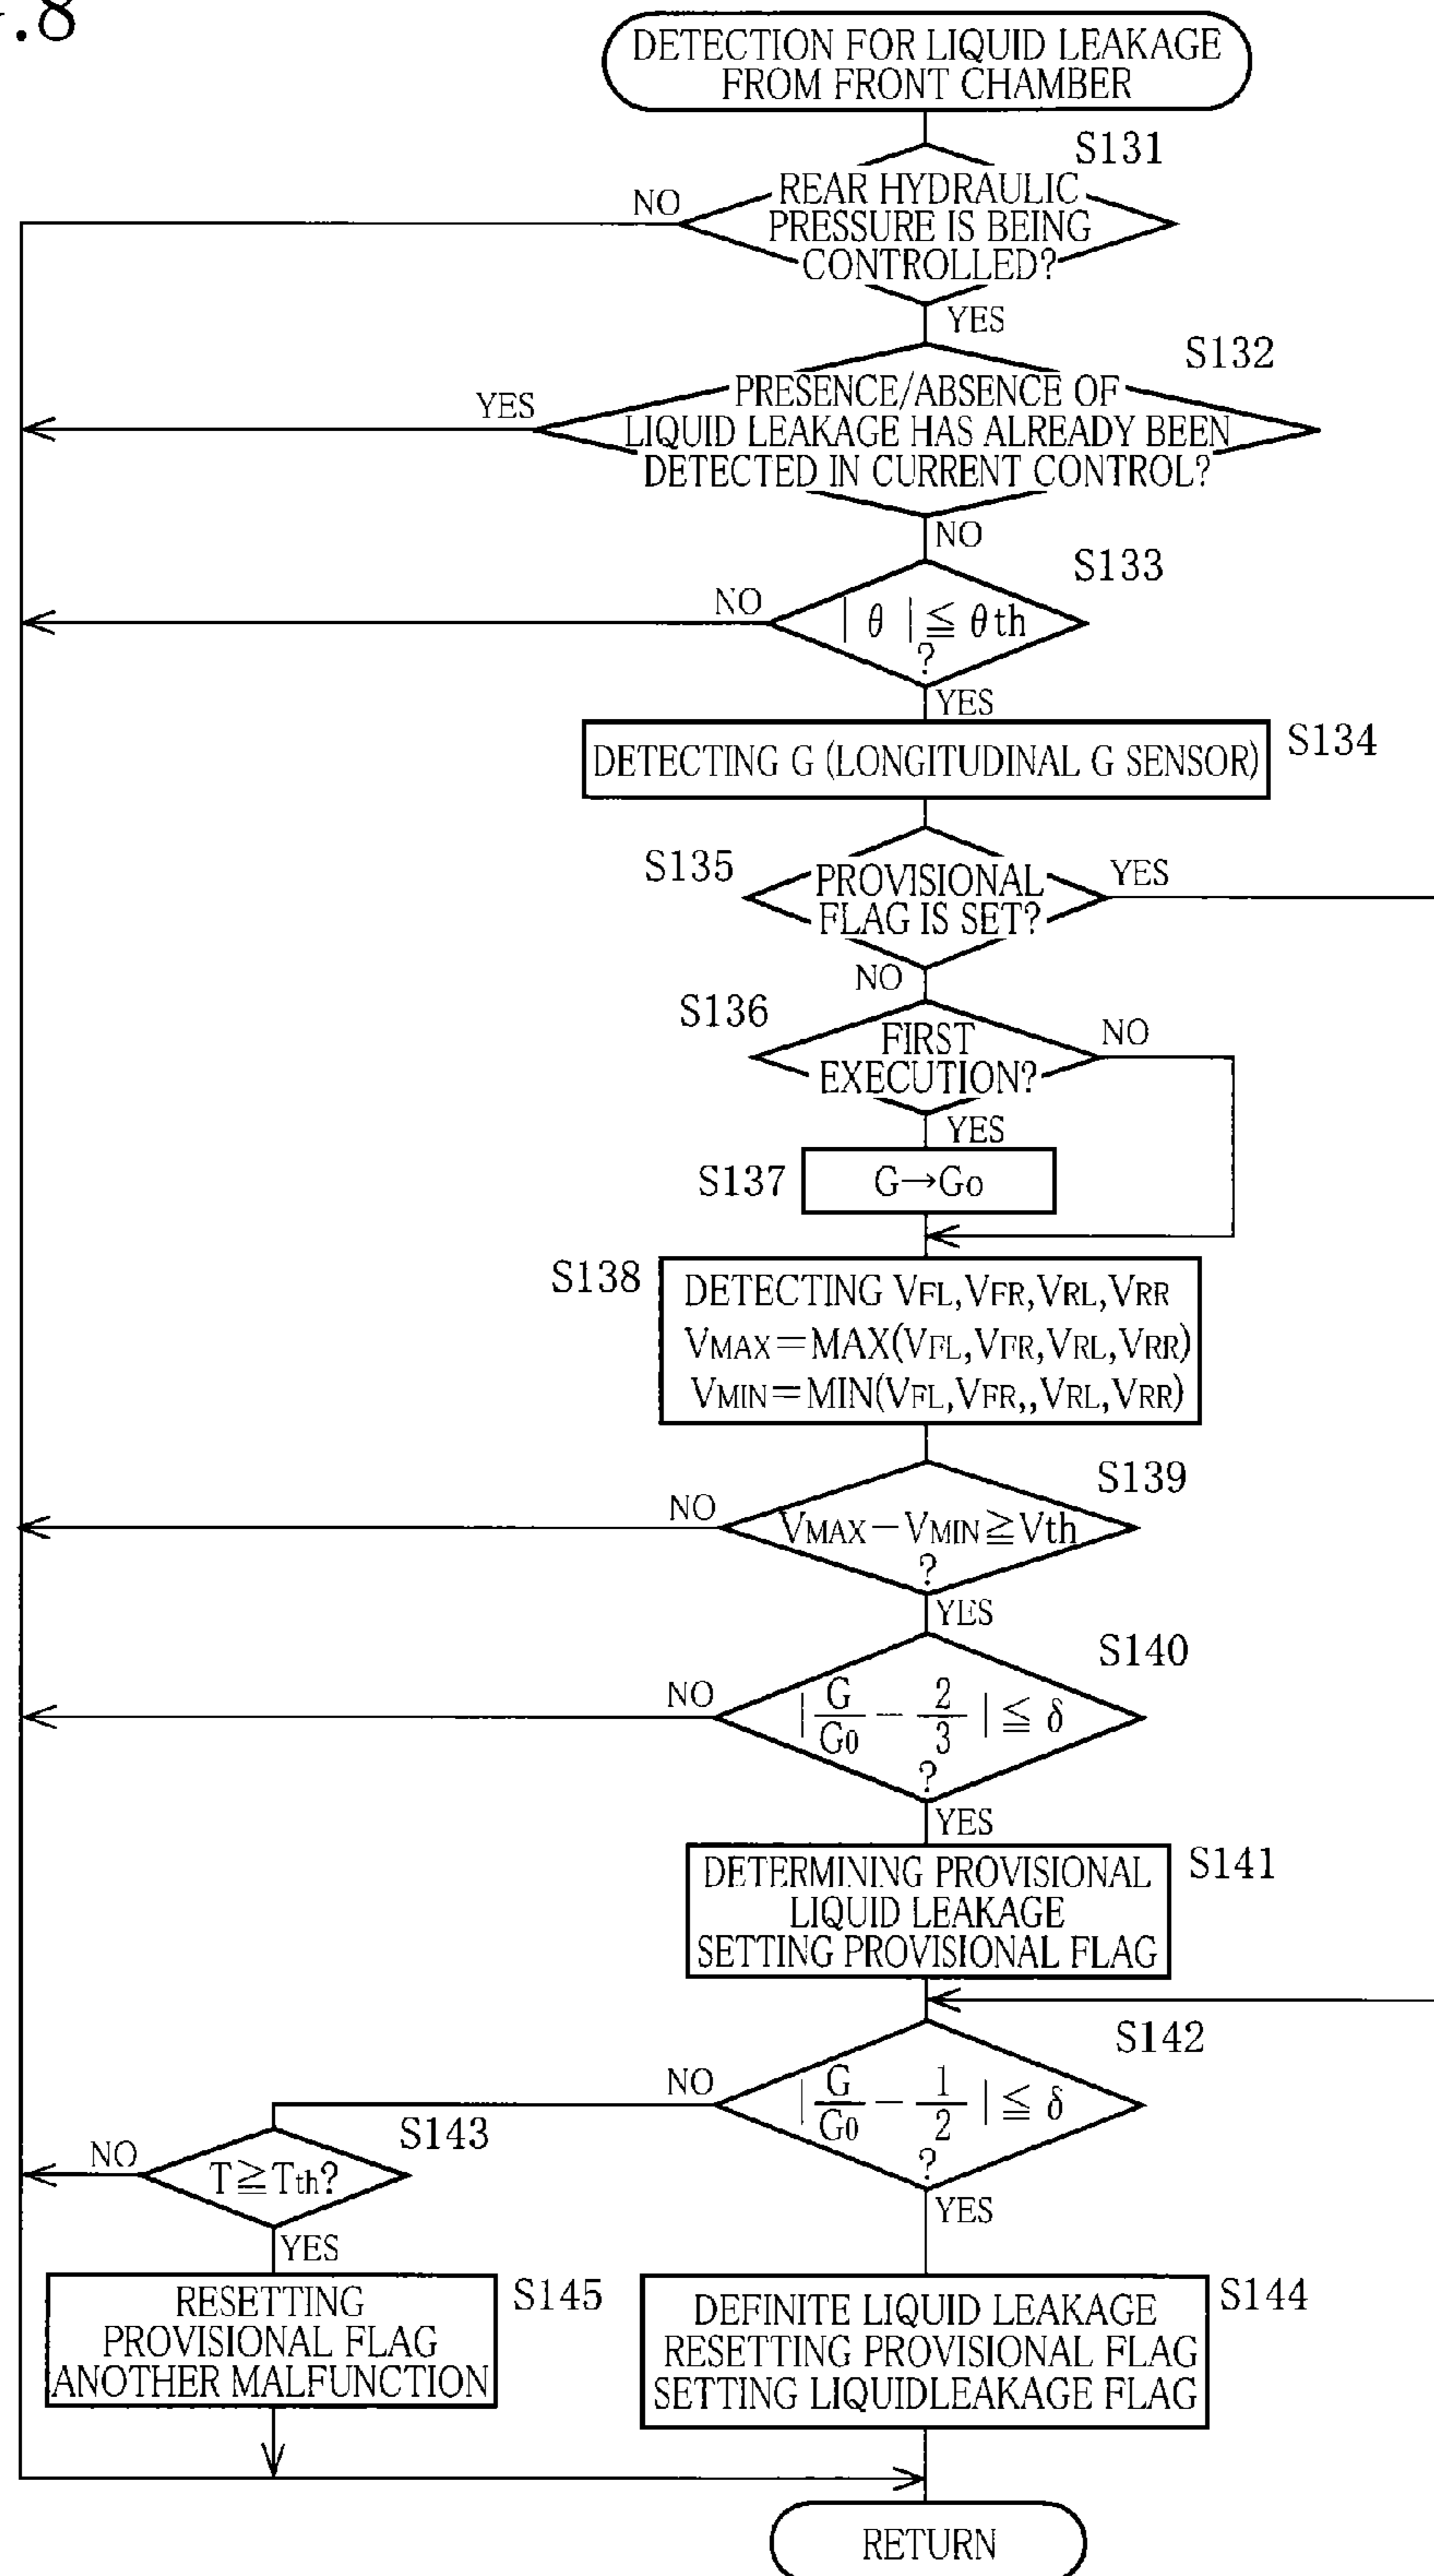 .8
DETECTION FOR LIQUID LEAKAGE
FROM FRONT CHAMBER
S131
REAR HYDRAULIC
PRESSURE IS BEING
CONTROLLED?
NO
YES
S132
PRESENCE/ABSENCE OF
LIQUID LEAKAGE HAS ALREADY BEEN
DETECTED IN CURRENT CONTROL?
YES
NO
S133
| θ |≦ θth
?
NO
YES
DETECTING G (LONGITUDINAL G SENSOR)
S134
S135
PROVISIONAL
FLAG IS SET?
YES
NO
S136
FIRST
EXECUTION?
NO
YES
S137
G→G0
S138
DETECTING VFL,VFR,VRL,VRR
VMAX=MAX(VFL,VFR,VRL,VRR)
VMIN=MIN(VFL,VFR,,VRL,VRR)
S139
VMAX−VMIN≧Vth
?
NO
YES
S140
|G/G0 − 2/3| ≦ δ
?
NO
YES
DETERMINING PROVISIONAL
LIQUID LEAKAGE
SETTING PROVISIONAL FLAG
S141
S142
|G/G0 − 1/2| ≦ δ
?
NO
YES
S143
T≧Tth?
NO
YES
RESETTING
PROVISIONAL FLAG
ANOTHER MALFUNCTION
S145
DEFINITE LIQUID LEAKAGE
RESETTING PROVISIONAL FLAG
SETTING LIQUIDLEAKAGE FLAG
S144
RETURN